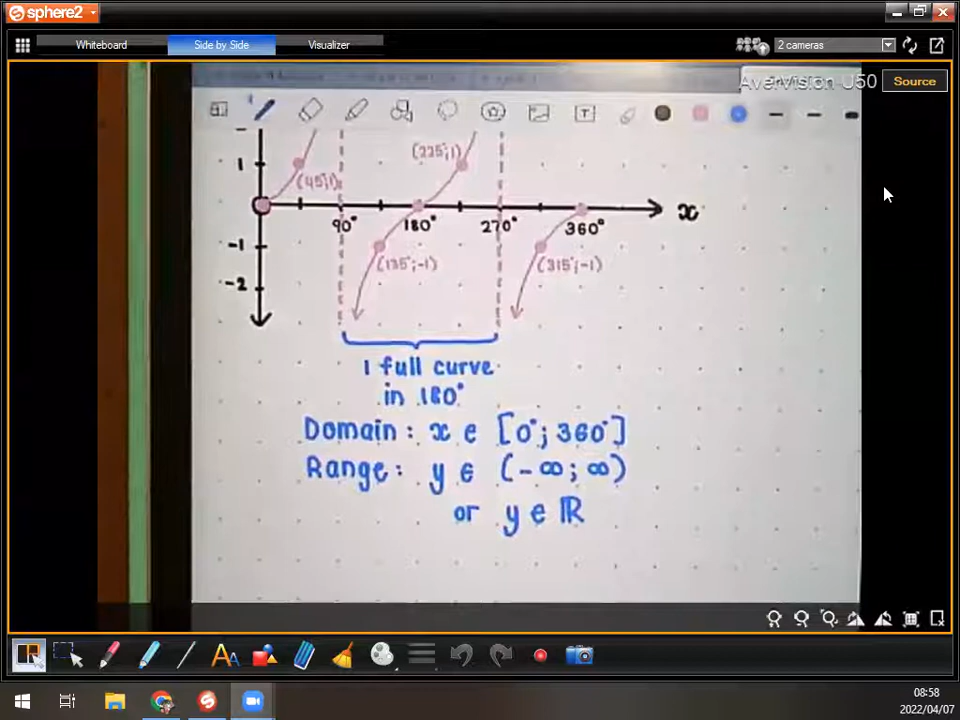 sphere2
Whiteboard Side by Side Visualizer 2 cameras
AverVision U50 Source
1 (45°;1) (225°;1)
90° 180° 270° 360° x
-1 (135°;-1) (315°;-1)
-2
1 full curve
in 180°
Domain: x ∈ [0°; 360°]
Range: y ∈ (-∞; ∞)
or y ∈ ℝ
08:58
2022/04/07